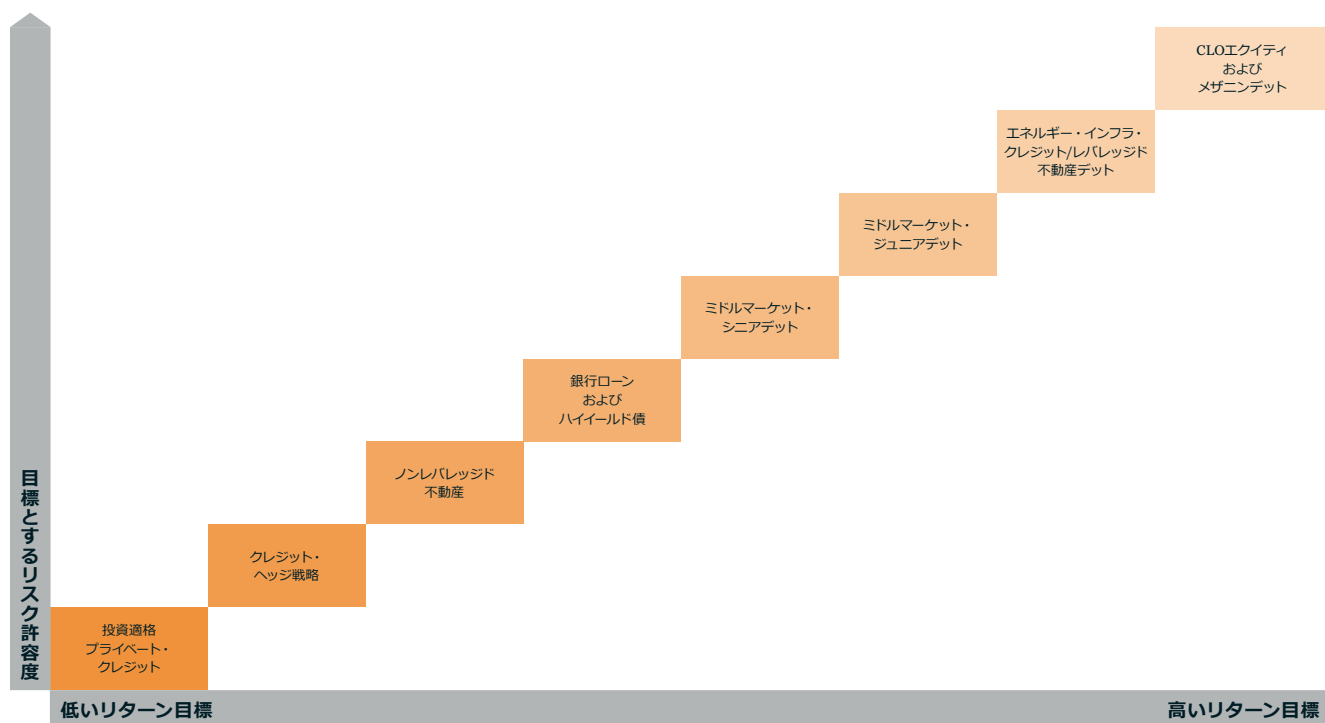 CLOエクイティ
および
メザニンデット
エネルギー・インフラ・
クレジット/レバレッジド
不動産デット
ミドルマーケット・
ジュニアデット
ミドルマーケット・
シニアデット
銀行ローン
および
ハイイールド債
ノンレバレッジド
不動産
クレジット・
ヘッジ戦略
投資適格
プライベート・
クレジット
目標とするリスク許容度
低いリターン目標
高いリターン目標